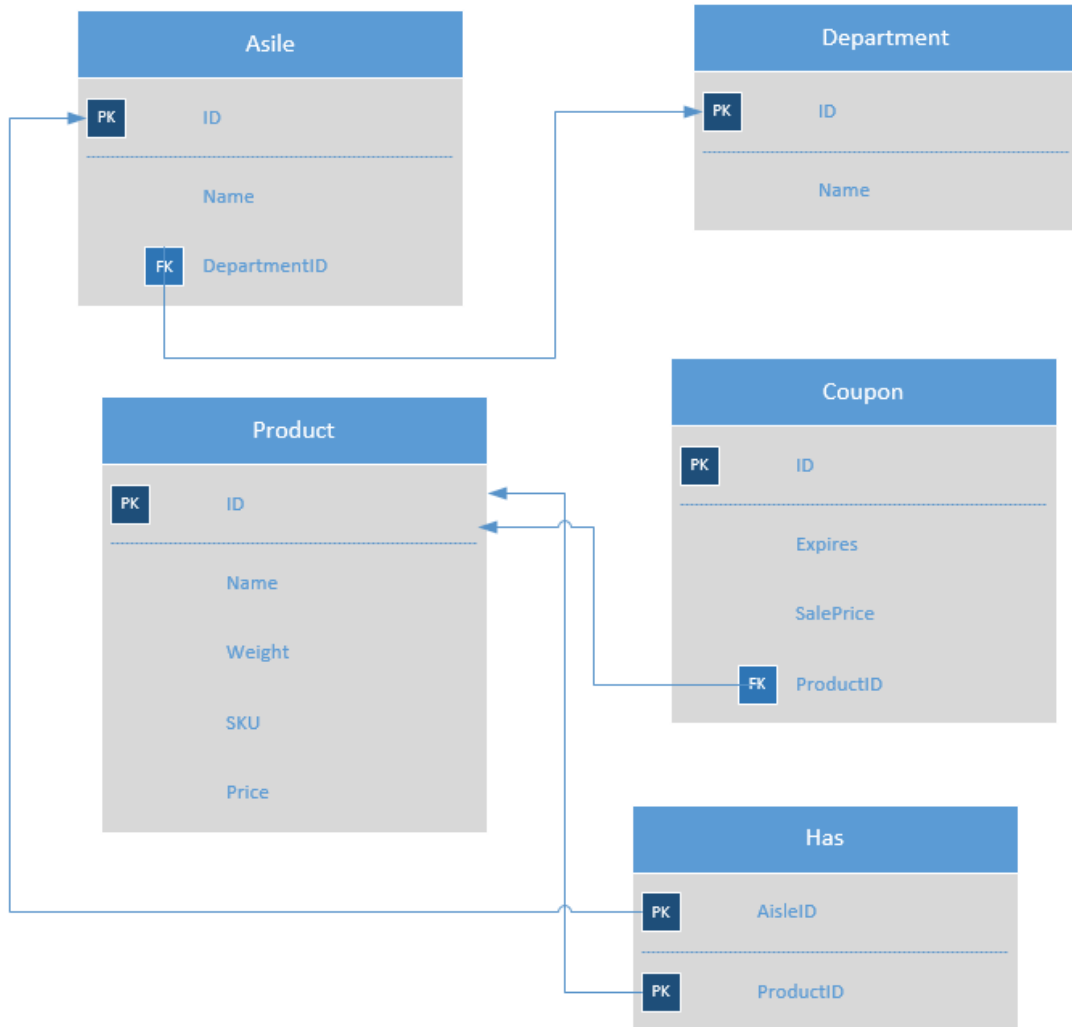 Asile
PK ID
Name
FK DepartmentID
Department
PK ID
Name
Product
PK ID
Name
Weight
SKU
Price
Coupon
PK ID
Expires
SalePrice
FK ProductID
Has
PK AisleID
PK ProductID